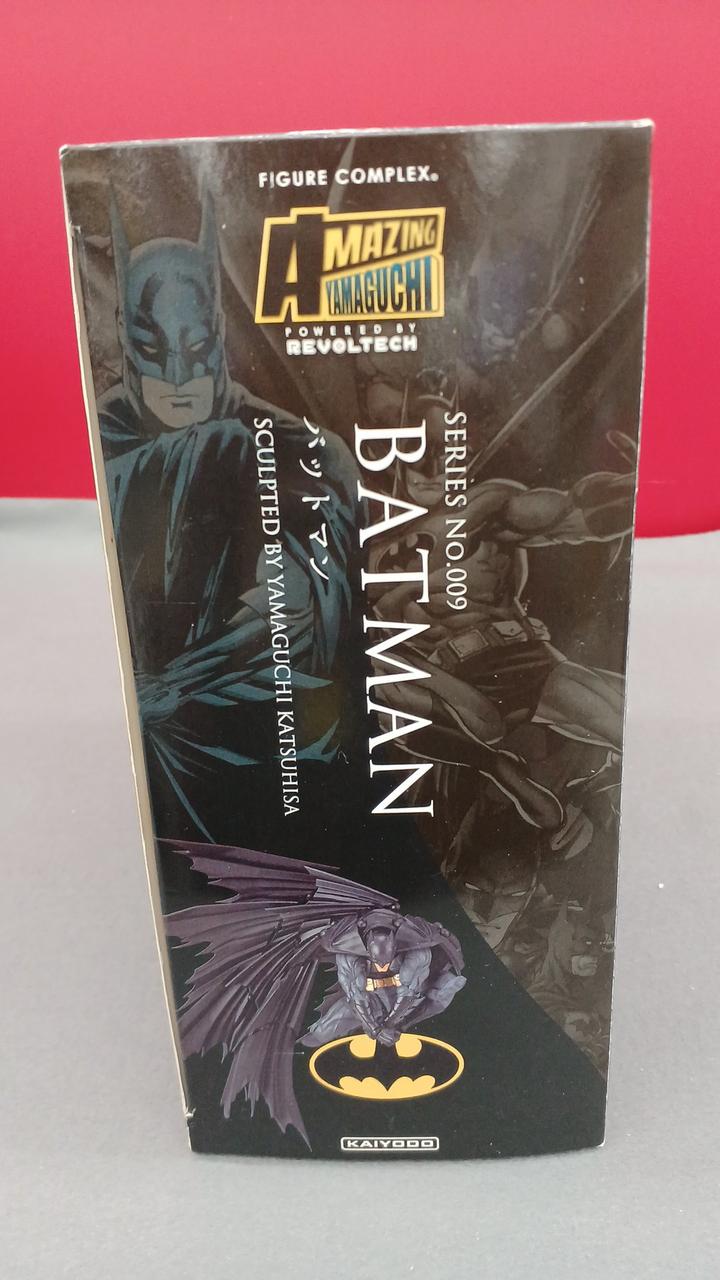 FIGURE COMPLEX®
AMAZING
YAMAGUCHI
POWERED BY
REVOLTECH
SERIES No.009
BATMAN
バットマン
SCULPTED BY YAMAGUCHI KATSUHISA
KAIYODO